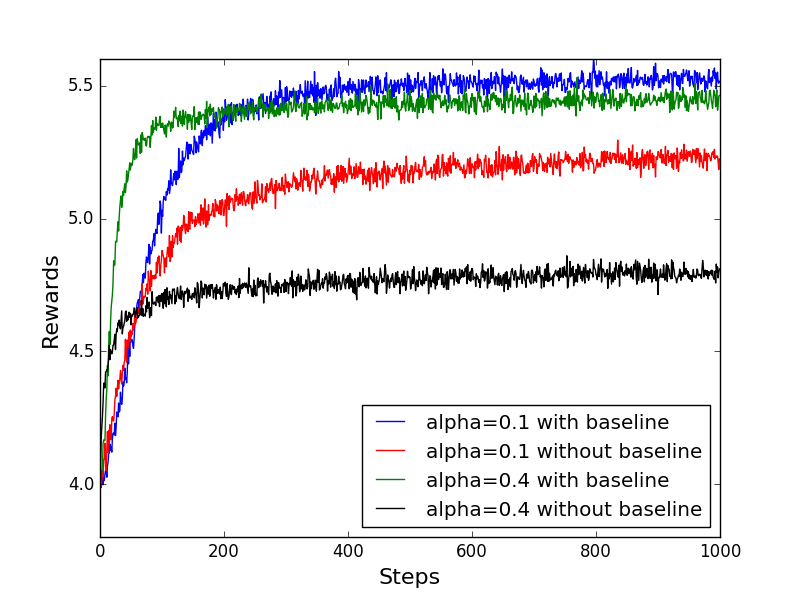 5.5
5.0
4.5
4.0
Rewards
0 200 400 600 800 1000
Steps
alpha=0.1 with baseline
alpha=0.1 without baseline
alpha=0.4 with baseline
alpha=0.4 without baseline